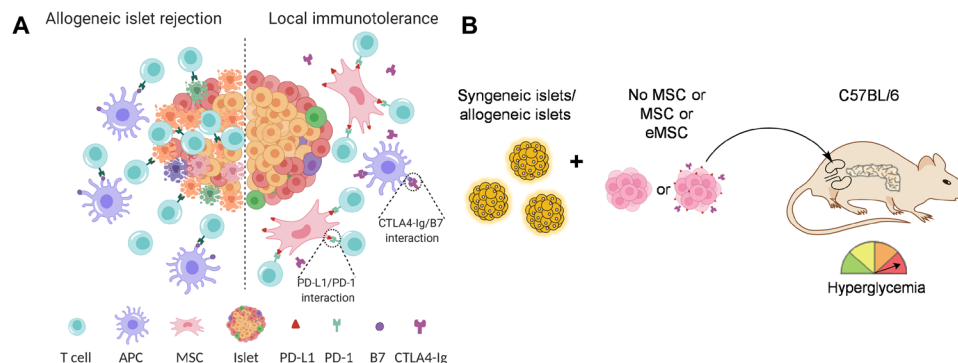 A
Allogeneic islet rejection
Local immunotolerance
CTLA4-Ig/B7
interaction
PD-L1/PD-1
interaction
T cell
APC
MSC
Islet
PD-L1
PD-1
B7
CTLA4-Ig
B
Syngeneic islets/
allogeneic islets
+
No MSC or
MSC or
eMSC
or
C57BL/6
Hyperglycemia